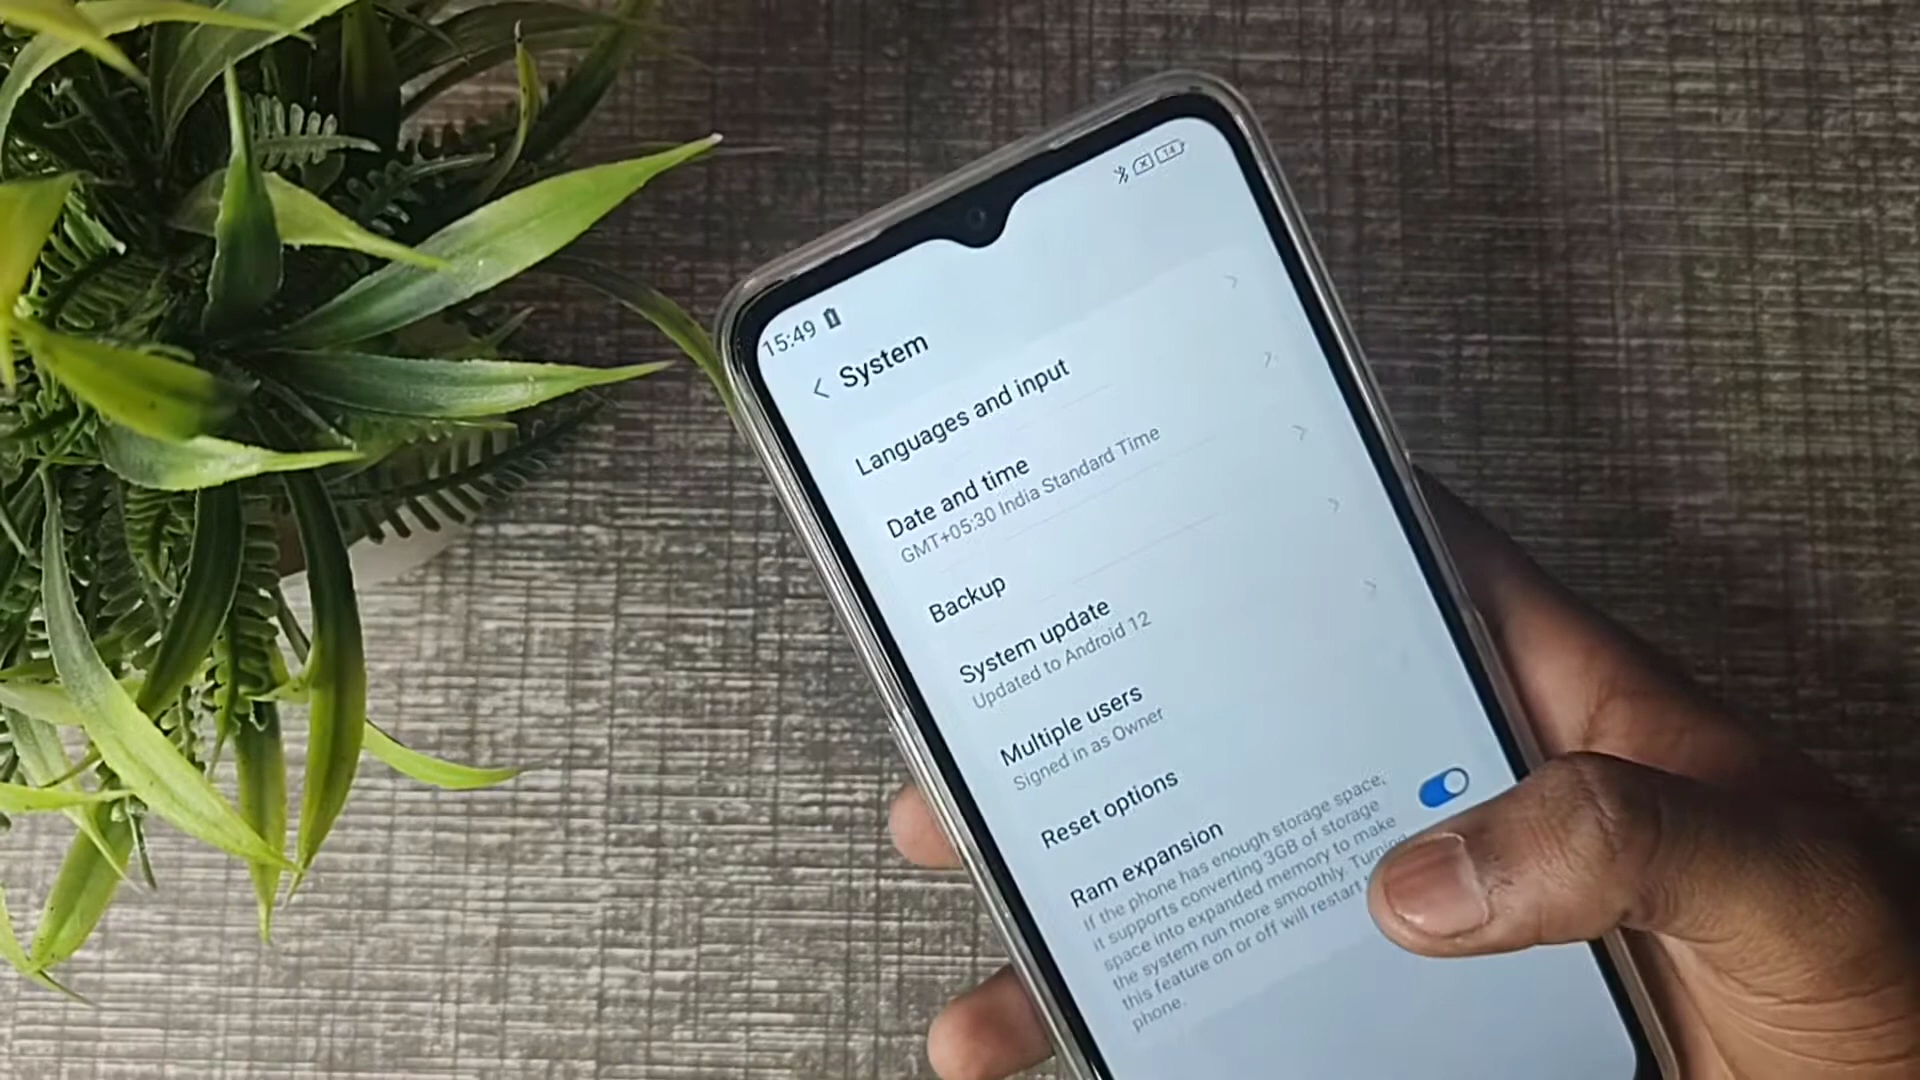 15:49
14
System
Languages and input
Date and time
GMT+05:30 India Standard Time
Backup
System update
Updated to Android 12
Multiple users
Signed in as Owner
Reset options
Ram expansion
If the phone has enough storage space,
it supports converting 3GB of storage
space into expanded memory to make
the system run more smoothly. Turning
this feature on or off will restart
phone.